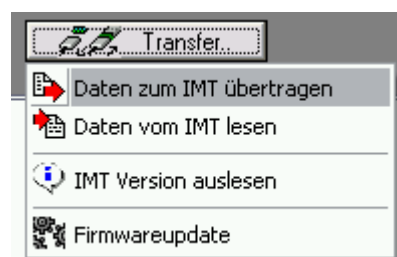 Transfer..
Daten zum IMT übertragen
Daten vom IMT lesen
IMT Version auslesen
Firmwareupdate